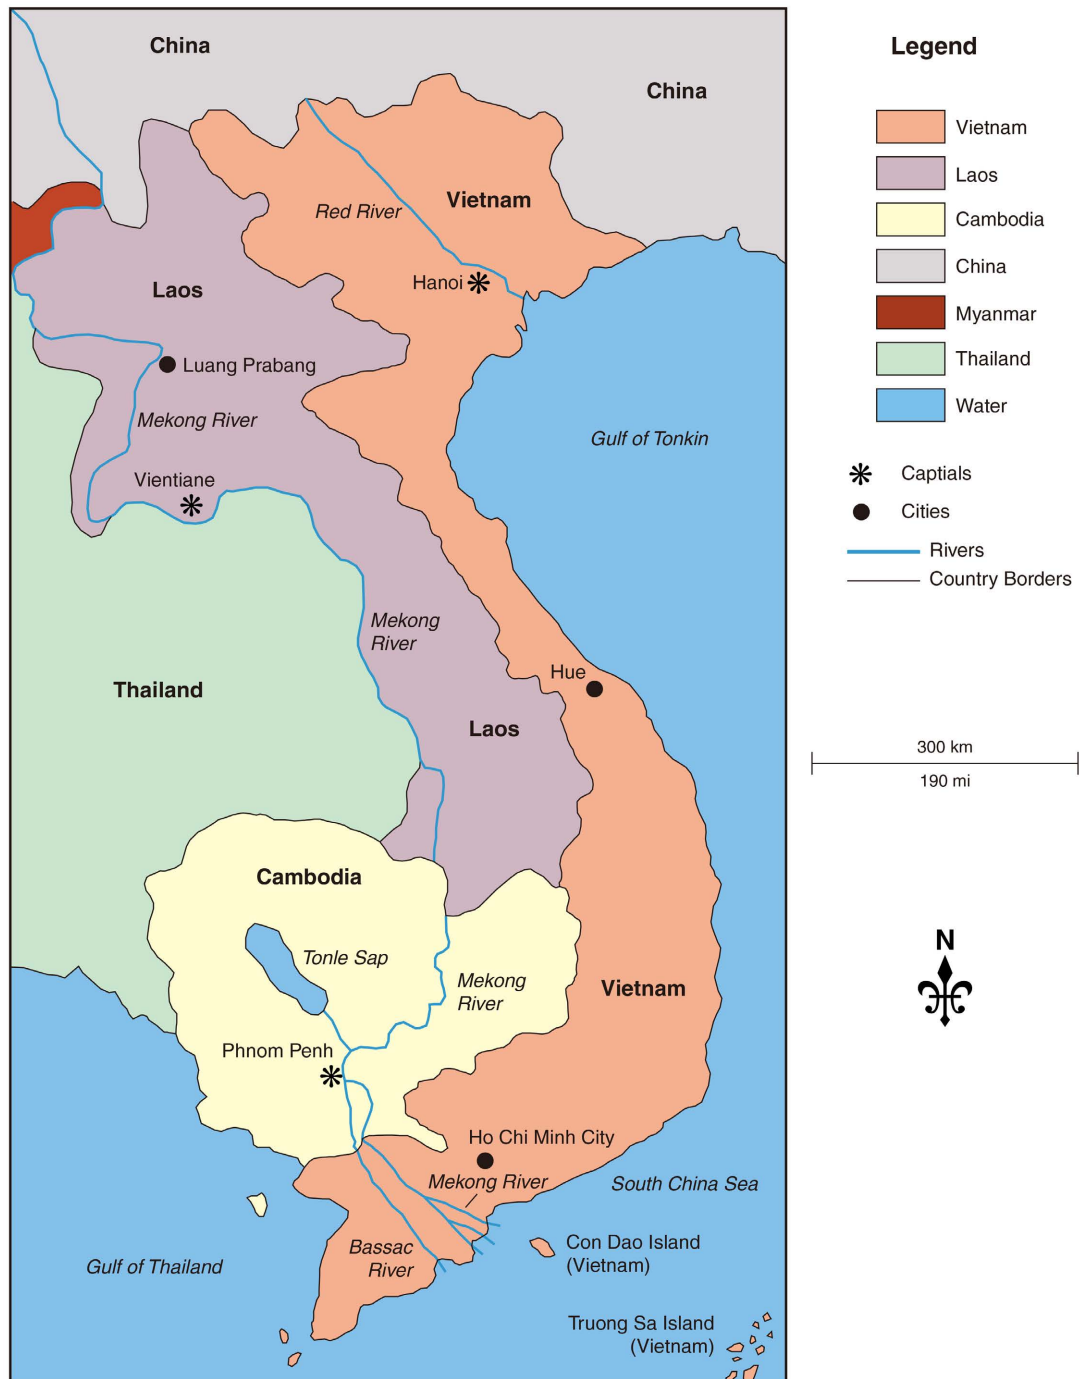 China
China
Vietnam
Red River
Hanoi
Laos
Luang Prabang
Mekong River
Vientiane
Gulf of Tonkin
Mekong
River
Thailand
Hue
Laos
Cambodia
Tonle Sap
Mekong
River
Vietnam
Phnom Penh
Ho Chi Minh City
Mekong River
South China Sea
Bassac
River
Gulf of Thailand
Con Dao Island
(Vietnam)
Truong Sa Island
(Vietnam)
Legend
Vietnam
Laos
Cambodia
China
Myanmar
Thailand
Water
Captials
Cities
Rivers
Country Borders
300 km
190 mi
N